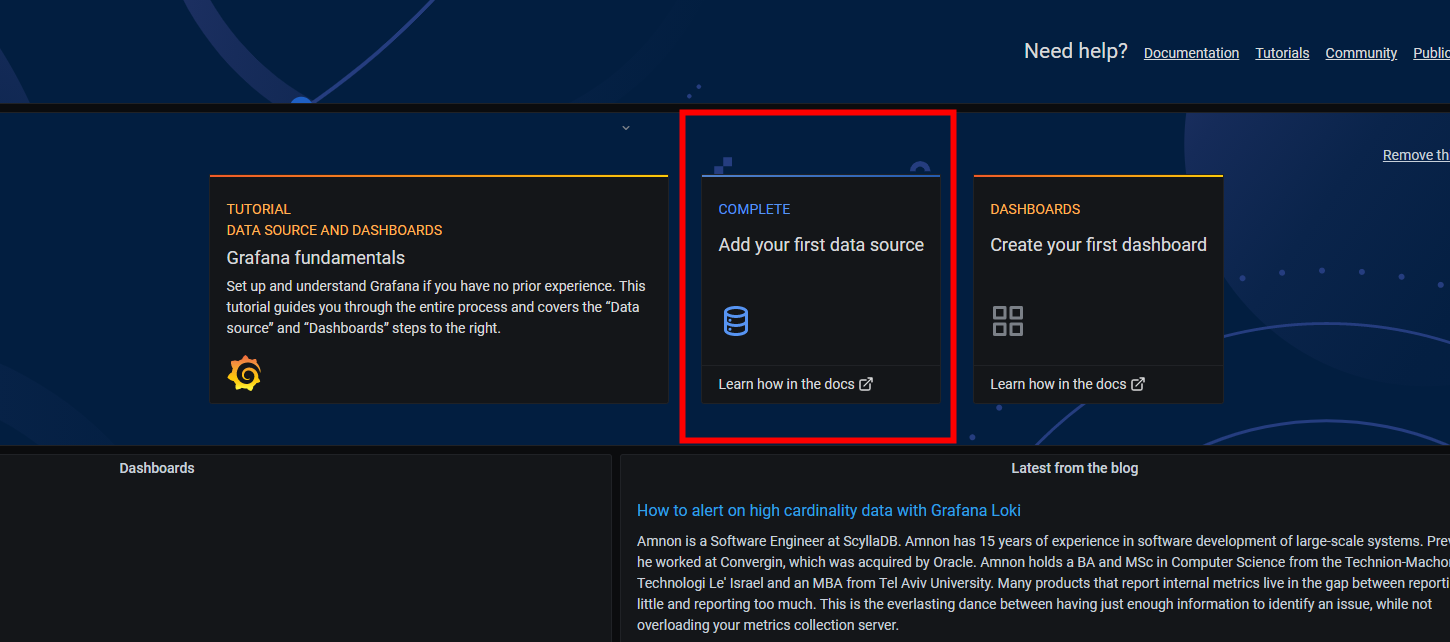 Need help? Documentation Tutorials Community Public
Remove th
TUTORIAL
DATA SOURCE AND DASHBOARDS
Grafana fundamentals
Set up and understand Grafana if you have no prior experience. This
tutorial guides you through the entire process and covers the “Data
source” and “Dashboards” steps to the right.
COMPLETE
Add your first data source
Learn how in the docs
DASHBOARDS
Create your first dashboard
Learn how in the docs
Dashboards
Latest from the blog
How to alert on high cardinality data with Grafana Loki
Amnon is a Software Engineer at ScyllaDB. Amnon has 15 years of experience in software development of large-scale systems. Prev
he worked at Convergin, which was acquired by Oracle. Amnon holds a BA and MSc in Computer Science from the Technion-Machon
Technologi Le' Israel and an MBA from Tel Aviv University. Many products that report internal metrics live in the gap between reporti
little and reporting too much. This is the everlasting dance between having just enough information to identify an issue, while not
overloading your metrics collection server.